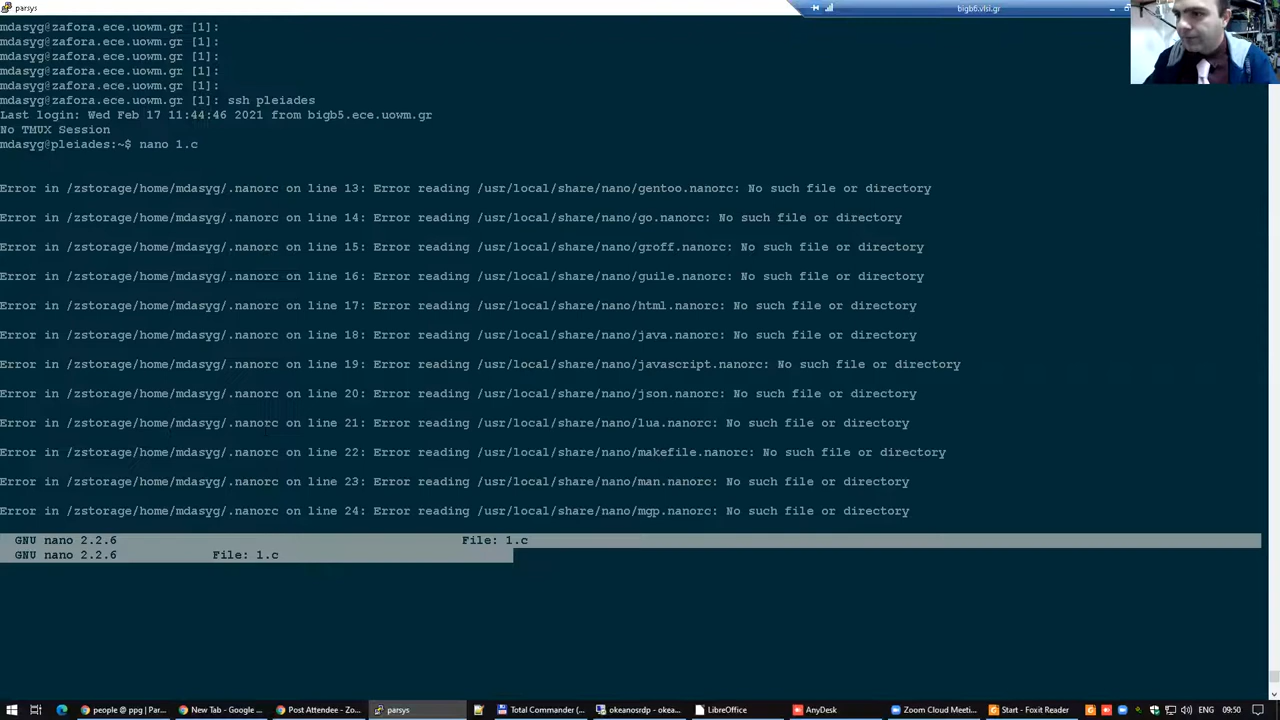 parsys
bigb6.vlsi.gr
mdasyg@zafora.ece.uowm.gr [1]:
mdasyg@zafora.ece.uowm.gr [1]:
mdasyg@zafora.ece.uowm.gr [1]:
mdasyg@zafora.ece.uowm.gr [1]:
mdasyg@zafora.ece.uowm.gr [1]:
mdasyg@zafora.ece.uowm.gr [1]: ssh pleiades
Last login: Wed Feb 17 11:44:46 2021 from bigb5.ece.uowm.gr
No TMUX Session
mdasyg@pleiades:~$ nano 1.c
Error in /zstorage/home/mdasyg/.nanorc on line 13: Error reading /usr/local/share/nano/gentoo.nanorc: No such file or directory
Error in /zstorage/home/mdasyg/.nanorc on line 14: Error reading /usr/local/share/nano/go.nanorc: No such file or directory
Error in /zstorage/home/mdasyg/.nanorc on line 15: Error reading /usr/local/share/nano/groff.nanorc: No such file or directory
Error in /zstorage/home/mdasyg/.nanorc on line 16: Error reading /usr/local/share/nano/guile.nanorc: No such file or directory
Error in /zstorage/home/mdasyg/.nanorc on line 17: Error reading /usr/local/share/nano/html.nanorc: No such file or directory
Error in /zstorage/home/mdasyg/.nanorc on line 18: Error reading /usr/local/share/nano/java.nanorc: No such file or directory
Error in /zstorage/home/mdasyg/.nanorc on line 19: Error reading /usr/local/share/nano/javascript.nanorc: No such file or directory
Error in /zstorage/home/mdasyg/.nanorc on line 20: Error reading /usr/local/share/nano/json.nanorc: No such file or directory
Error in /zstorage/home/mdasyg/.nanorc on line 21: Error reading /usr/local/share/nano/lua.nanorc: No such file or directory
Error in /zstorage/home/mdasyg/.nanorc on line 22: Error reading /usr/local/share/nano/makefile.nanorc: No such file or directory
Error in /zstorage/home/mdasyg/.nanorc on line 23: Error reading /usr/local/share/nano/man.nanorc: No such file or directory
Error in /zstorage/home/mdasyg/.nanorc on line 24: Error reading /usr/local/share/nano/mgp.nanorc: No such file or directory
GNU nano 2.2.6 File: 1.c
GNU nano 2.2.6 File: 1.c
people @ ppg | Par... New Tab - Google ... Post Attendee - Zo... parsys Total Commander (... okeanosrdp - okea... LibreOffice AnyDesk Zoom Cloud Meeti... Start - Foxit Reader ENG 09:50